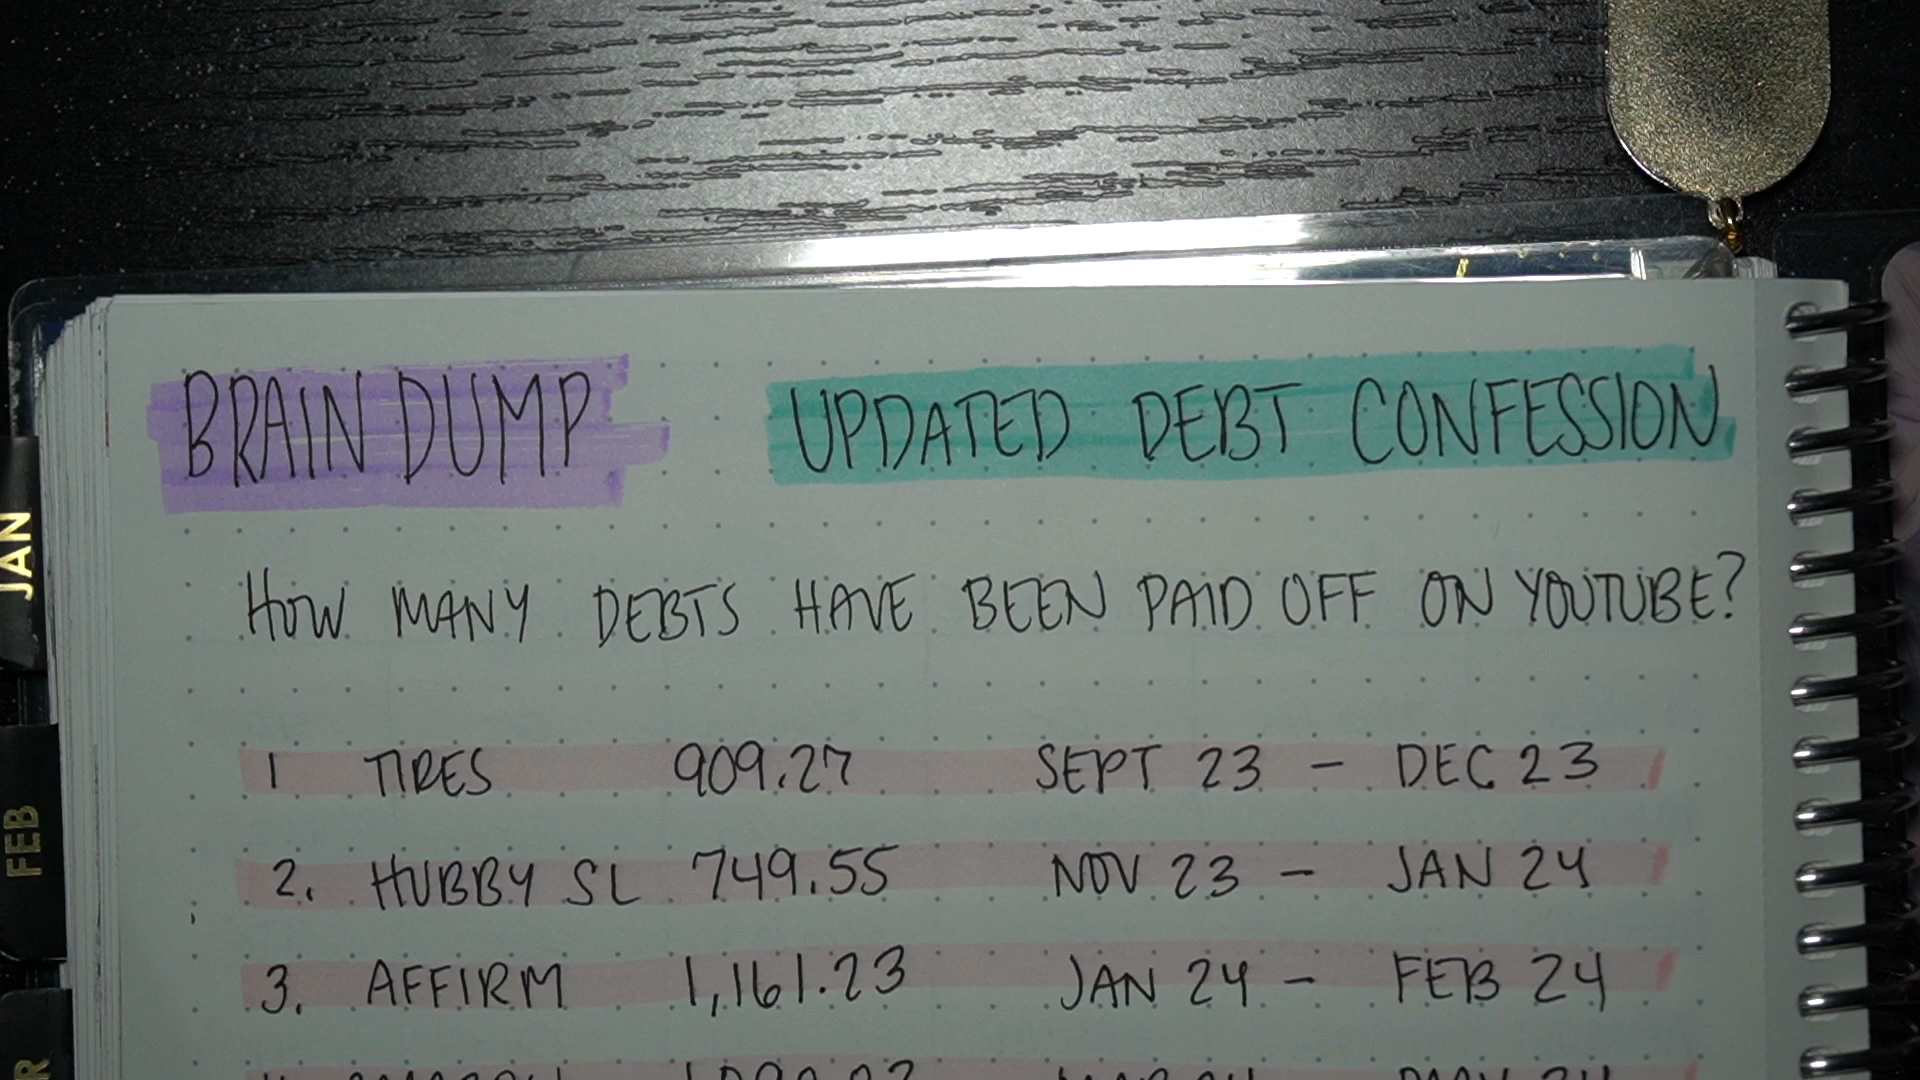 BRAIN DUMP UPDATED DEBT CONFESSION
HOW MANY DEBTS HAVE BEEN PAID OFF ON YOUTUBE?
1 TIRES 909.27 SEPT 23 - DEC 23
2. HUBBY SL 749.55 NOV 23 - JAN 24
3. AFFIRM 1,161.23 JAN 24 - FEB 24
JAN
FEB